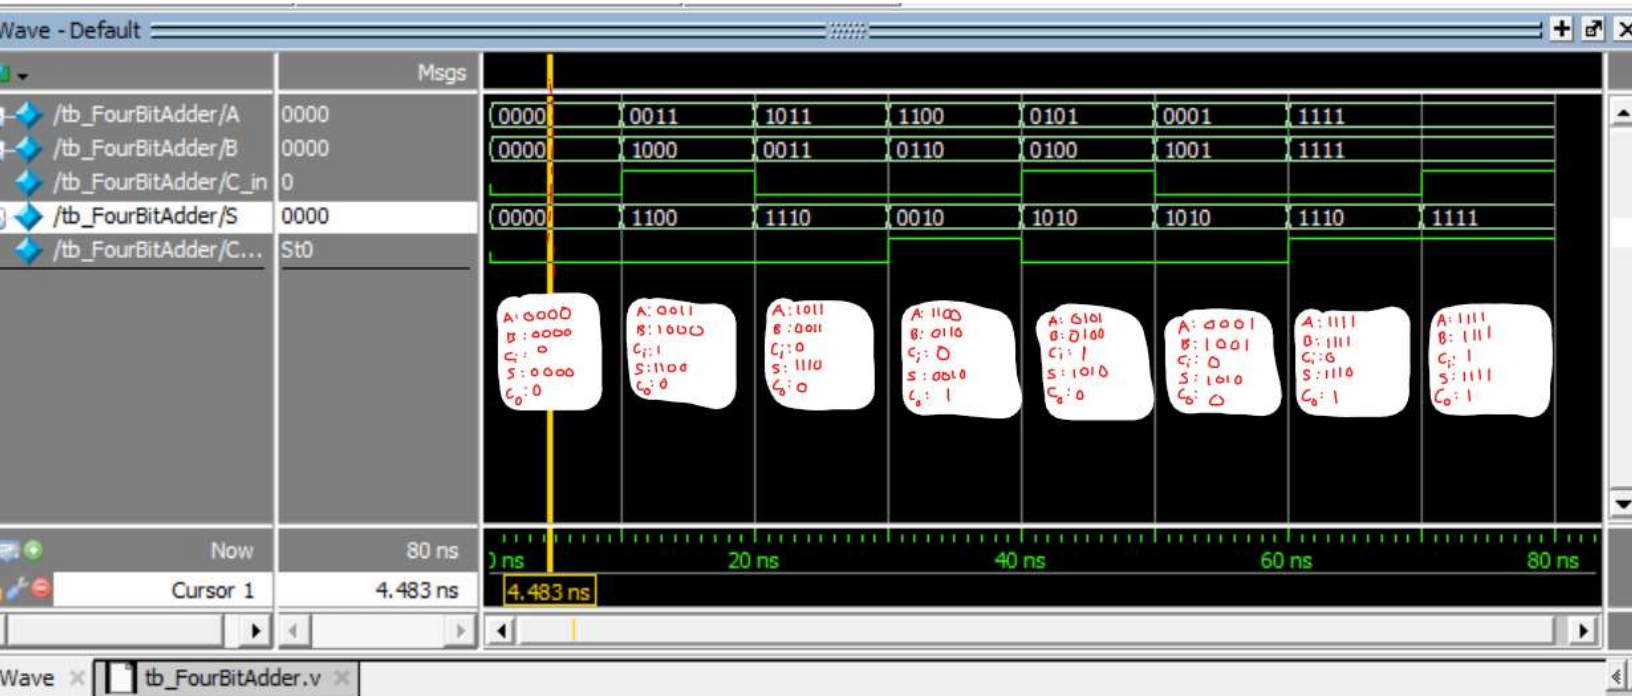 Wave - Default
Msgs
/tb_FourBitAdder/A 0000 0000 0011 1011 1100 0101 0001 1111
/tb_FourBitAdder/B 0000 0000 1000 0011 0110 0100 1001 1111
/tb_FourBitAdder/C_in 0
/tb_FourBitAdder/S 0000 0000 1100 1110 0010 1010 1010 1110 1111
/tb_FourBitAdder/C... St0
A: 0000
B: 0000
Ci: 0
S: 0000
Co: 0
A: 0011
B: 1000
Ci: 1
S: 1100
Co: 0
A: 1011
B: 0011
Ci: 0
S: 1110
Co: 0
A: 1100
B: 0110
Ci: 0
S: 0010
Co: 1
A: 0101
B: 0100
Ci: 1
S: 1010
Co: 0
A: 0001
B: 1001
Ci: 0
S: 1010
Co: 0
A: 1111
B: 1111
Ci: 0
S: 1110
Co: 1
A: 1111
B: 1111
Ci: 1
S: 1111
Co: 1
Now 80 ns
0 ns 20 ns 40 ns 60 ns 80 ns
Cursor 1 4.483 ns 4.483 ns
Wave tb_FourBitAdder.v